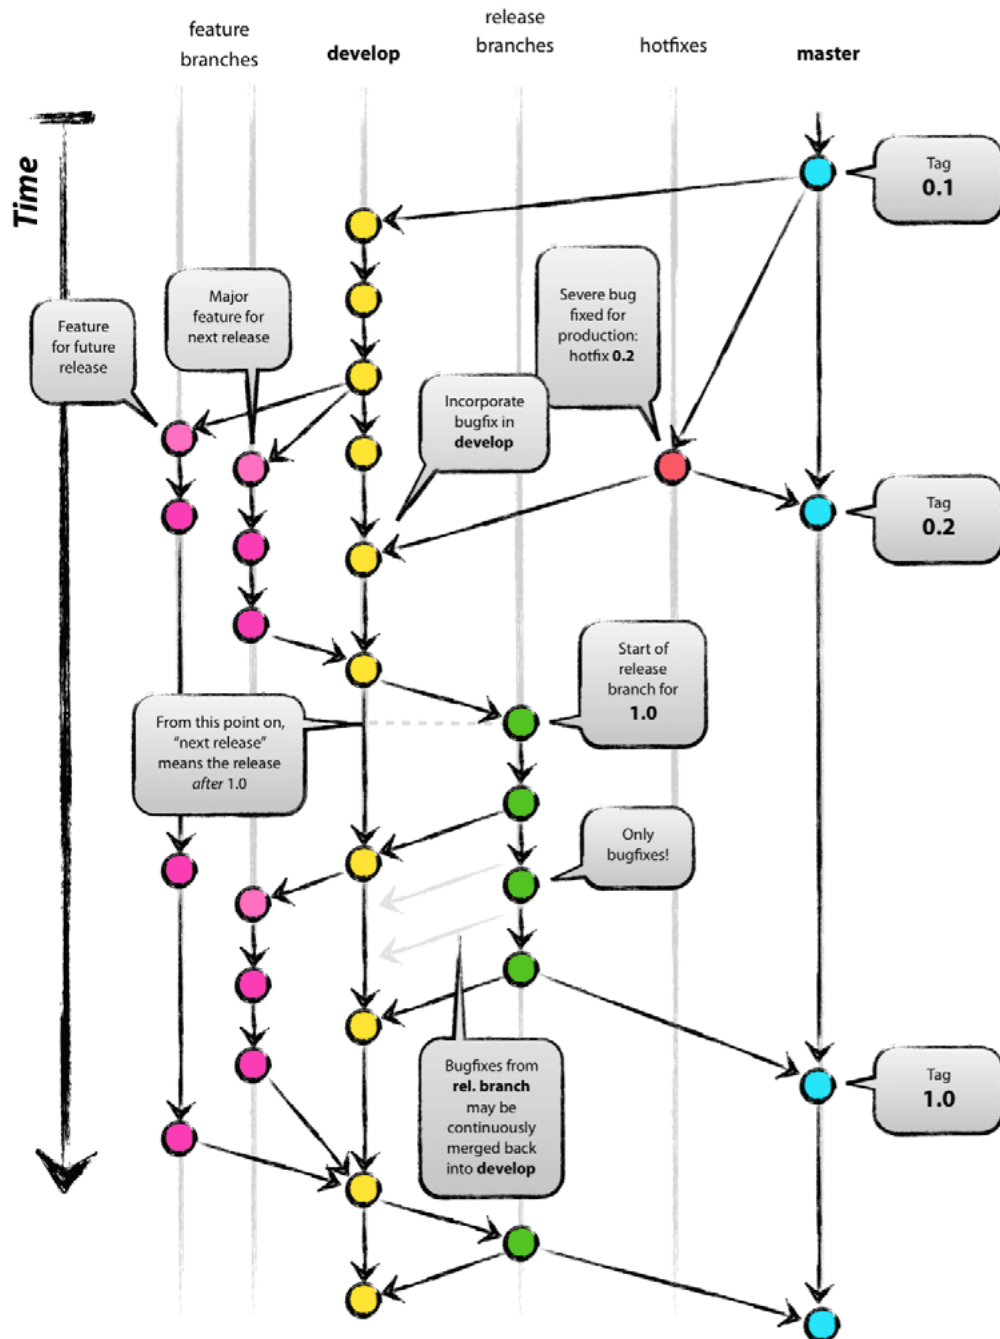 feature
branches
develop
release
branches
hotfixes
master
Time
Tag
0.1
Major
feature for
next release
Feature
for future
release
Severe bug
fixed for
production:
hotfix 0.2
Incorporate
bugfix in
develop
Tag
0.2
Start of
release
branch for
1.0
From this point on,
“next release”
means the release
after 1.0
Only
bugfixes!
Bugfixes from
rel. branch
may be
continuously
merged back
into develop
Tag
1.0